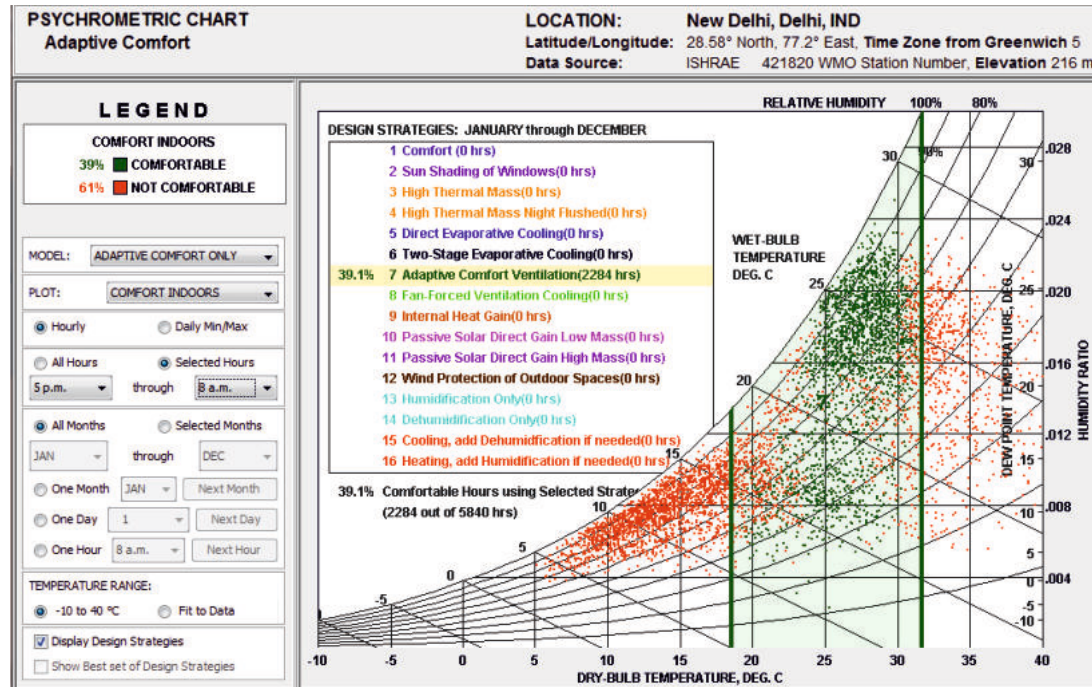 PSYCHROMETRIC CHART
Adaptive Comfort
LOCATION: New Delhi, Delhi, IND
Latitude/Longitude: 28.58° North, 77.2° East, Time Zone from Greenwich 5
Data Source: ISHRAE 421820 WMO Station Number, Elevation 216 m
LEGEND
COMFORT INDOORS
39% COMFORTABLE
61% NOT COMFORTABLE
MODEL: ADAPTIVE COMFORT ONLY
PLOT: COMFORT INDOORS
Hourly Daily Min/Max
All Hours Selected Hours
5 p.m. through 8 a.m.
All Months Selected Months
JAN through DEC
One Month JAN Next Month
One Day 1 Next Day
One Hour 8 a.m. Next Hour
TEMPERATURE RANGE:
-10 to 40 °C Fit to Data
Display Design Strategies
Show Best set of Design Strategies
RELATIVE HUMIDITY 100% 80%
DESIGN STRATEGIES: JANUARY through DECEMBER
1 Comfort (0 hrs)
2 Sun Shading of Windows(0 hrs)
3 High Thermal Mass(0 hrs)
4 High Thermal Mass Night Flushed(0 hrs)
5 Direct Evaporative Cooling(0 hrs)
6 Two-Stage Evaporative Cooling(0 hrs)
39.1% 7 Adaptive Comfort Ventilation(2284 hrs)
8 Fan-Forced Ventilation Cooling(0 hrs)
9 Internal Heat Gain(0 hrs)
10 Passive Solar Direct Gain Low Mass(0 hrs)
11 Passive Solar Direct Gain High Mass(0 hrs)
12 Wind Protection of Outdoor Spaces(0 hrs)
13 Humidification Only(0 hrs)
14 Dehumidification Only(0 hrs)
15 Cooling, add Dehumidfication if needed(0 hrs)
16 Heating, add Humidification if needed(0 hrs)
39.1% Comfortable Hours using Selected Strate
(2284 out of 5840 hrs)
WET-BULB
TEMPERATURE
DEG. C
-5
0
5
10
15
20
25
30
30
25
20
15
10
5
0
-5
-10
DEW POINT TEMPERATURE, DEG. C
.028
.024
.020
.016
.012
.008
.004
HUMIDITY RATIO
-10 -5 0 5 10 15 20 25 30 35 40
DRY-BULB TEMPERATURE, DEG. C